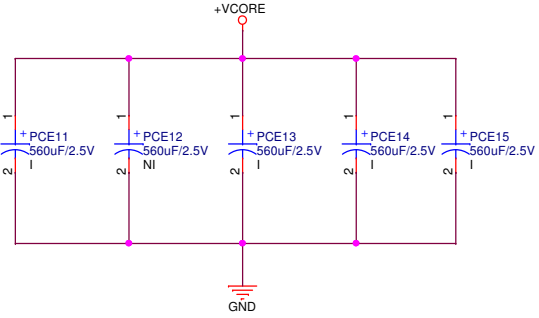 +VCORE
1 1 1 1 1
+ PCE11 + PCE12 + PCE13 + PCE14 + PCE15
560uF/2.5V 560uF/2.5V 560uF/2.5V 560uF/2.5V 560uF/2.5V
2 I 2 NI 2 I 2 I 2 I
GND